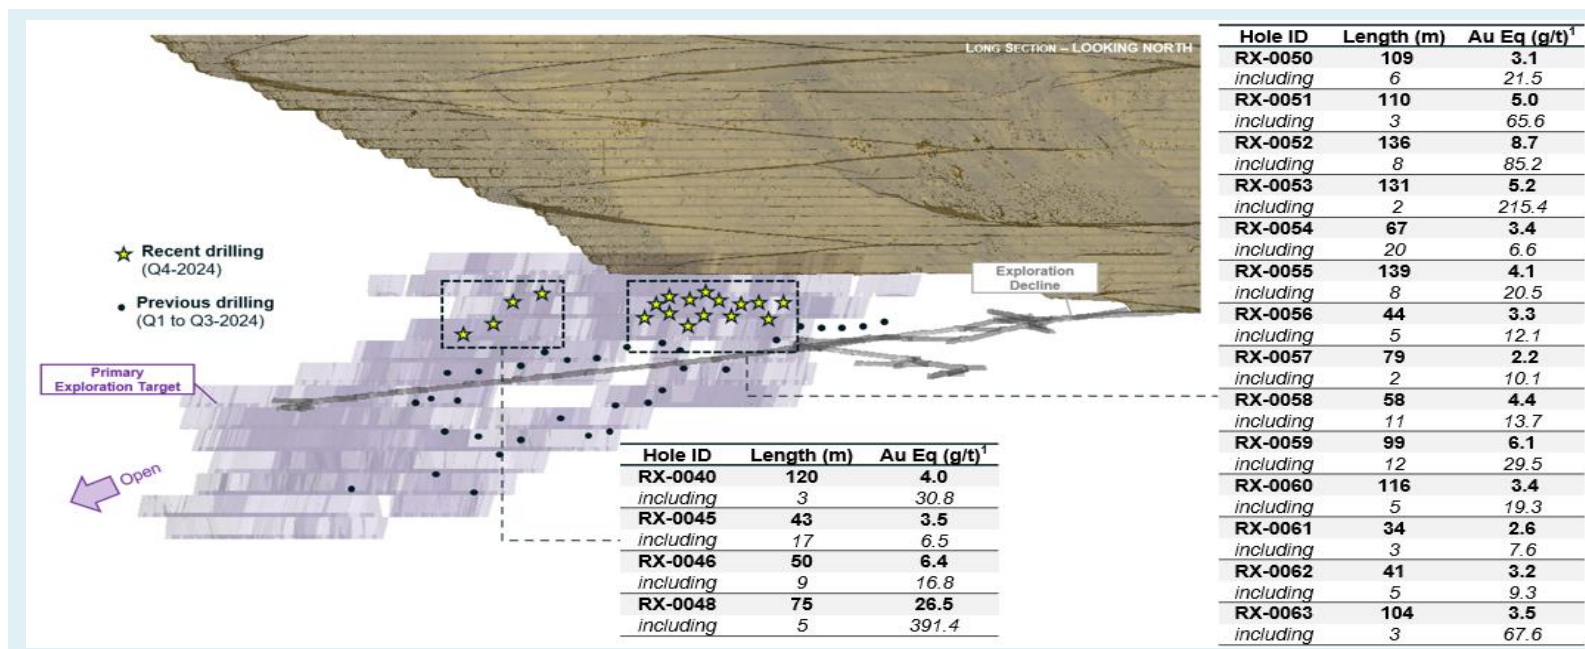 LONG SECTION – LOOKING NORTH
Recent drilling
(Q4-2024)
Previous drilling
(Q1 to Q3-2024)
Exploration
Decline
Primary
Exploration Target
Open
Hole ID Length (m) Au Eq (g/t)¹
RX-0040 120 4.0
including 3 30.8
RX-0045 43 3.5
including 17 6.5
RX-0046 50 6.4
including 9 16.8
RX-0048 75 26.5
including 5 391.4
Hole ID Length (m) Au Eq (g/t)¹
RX-0050 109 3.1
including 6 21.5
RX-0051 110 5.0
including 3 65.6
RX-0052 136 8.7
including 8 85.2
RX-0053 131 5.2
including 2 215.4
RX-0054 67 3.4
including 20 6.6
RX-0055 139 4.1
including 8 20.5
RX-0056 44 3.3
including 5 12.1
RX-0057 79 2.2
including 2 10.1
RX-0058 58 4.4
including 11 13.7
RX-0059 99 6.1
including 12 29.5
RX-0060 116 3.4
including 5 19.3
RX-0061 34 2.6
including 3 7.6
RX-0062 41 3.2
including 5 9.3
RX-0063 104 3.5
including 3 67.6